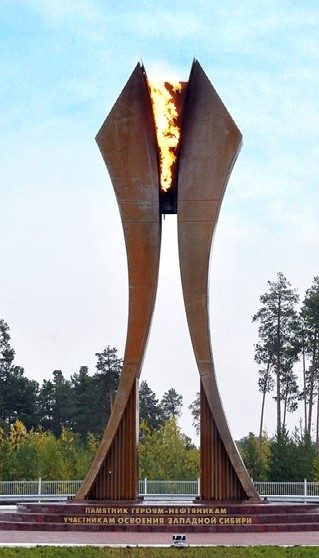 ПАМЯТНИК ГЕРОЯМ-НЕФТЯНИКАМ
УЧАСТНИКАМ ОСВОЕНИЯ ЗАПАДНОЙ СИБИРИ